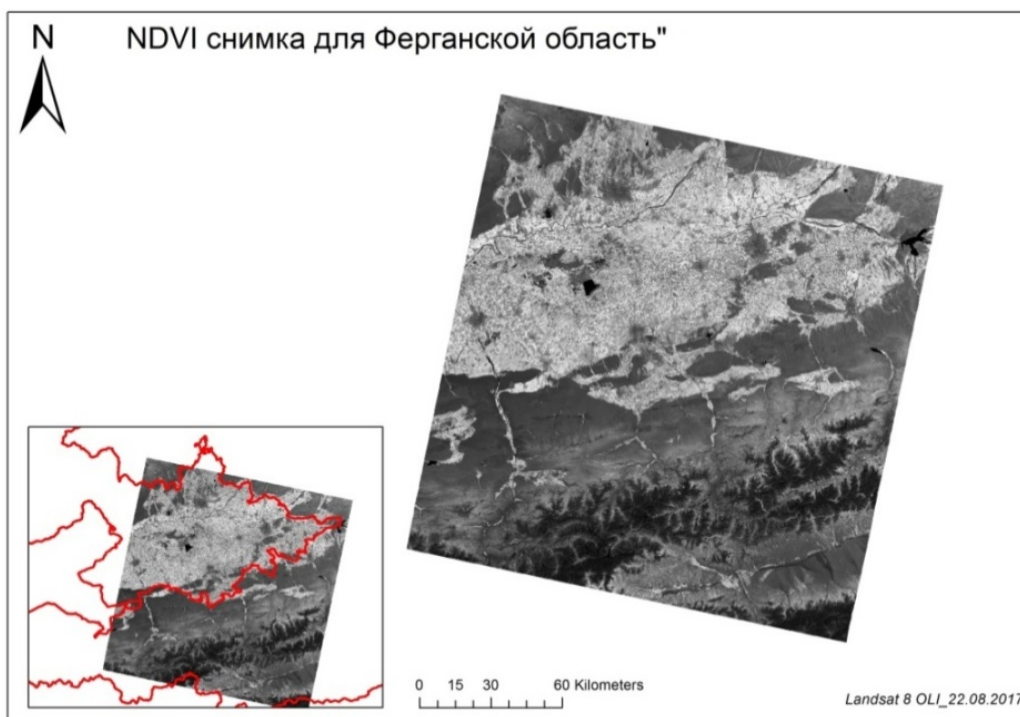 N
NDVI снимка для Ферганской область"
0 15 30 60 Kilometers
Landsat 8 OLI_22.08.2017